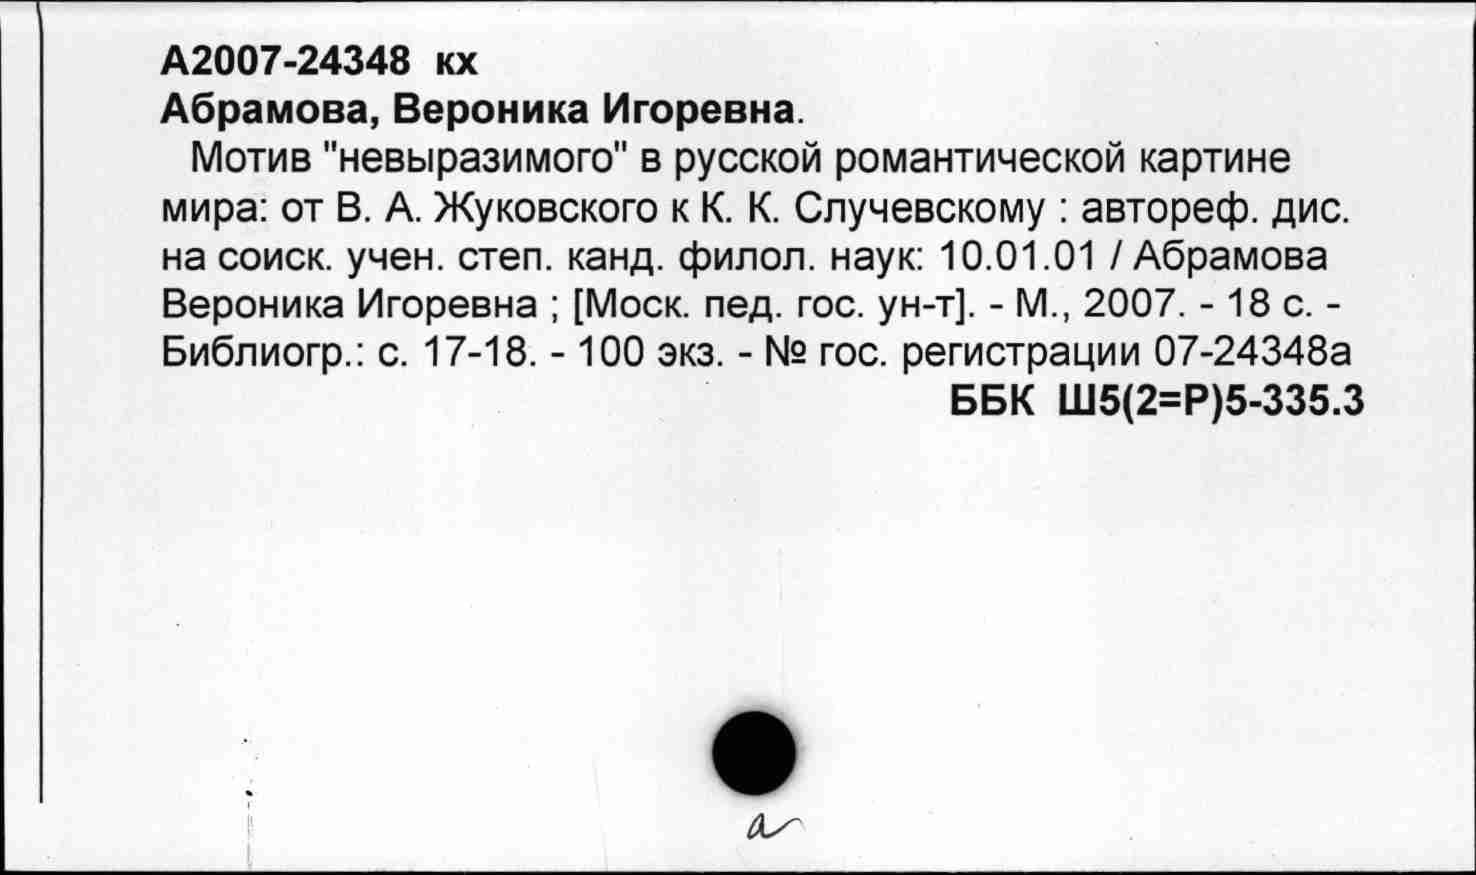 А2007-24348 кх
Абрамова, Вероника Игоревна.
Мотив "невыразимого" в русской романтической картине
мира: от В. А. Жуковского к К. К. Случевскому : автореф. дис.
на соиск. учен. степ. канд. филол. наук: 10.01.01 / Абрамова
Вероника Игоревна ; [Моск. пед. гос. ун-т]. - М., 2007. - 18 с. -
Библиогр.: с. 17-18. - 100 экз. - № гос. регистрации 07-24348а
ББК Ш5(2=Р)5-335.3
а